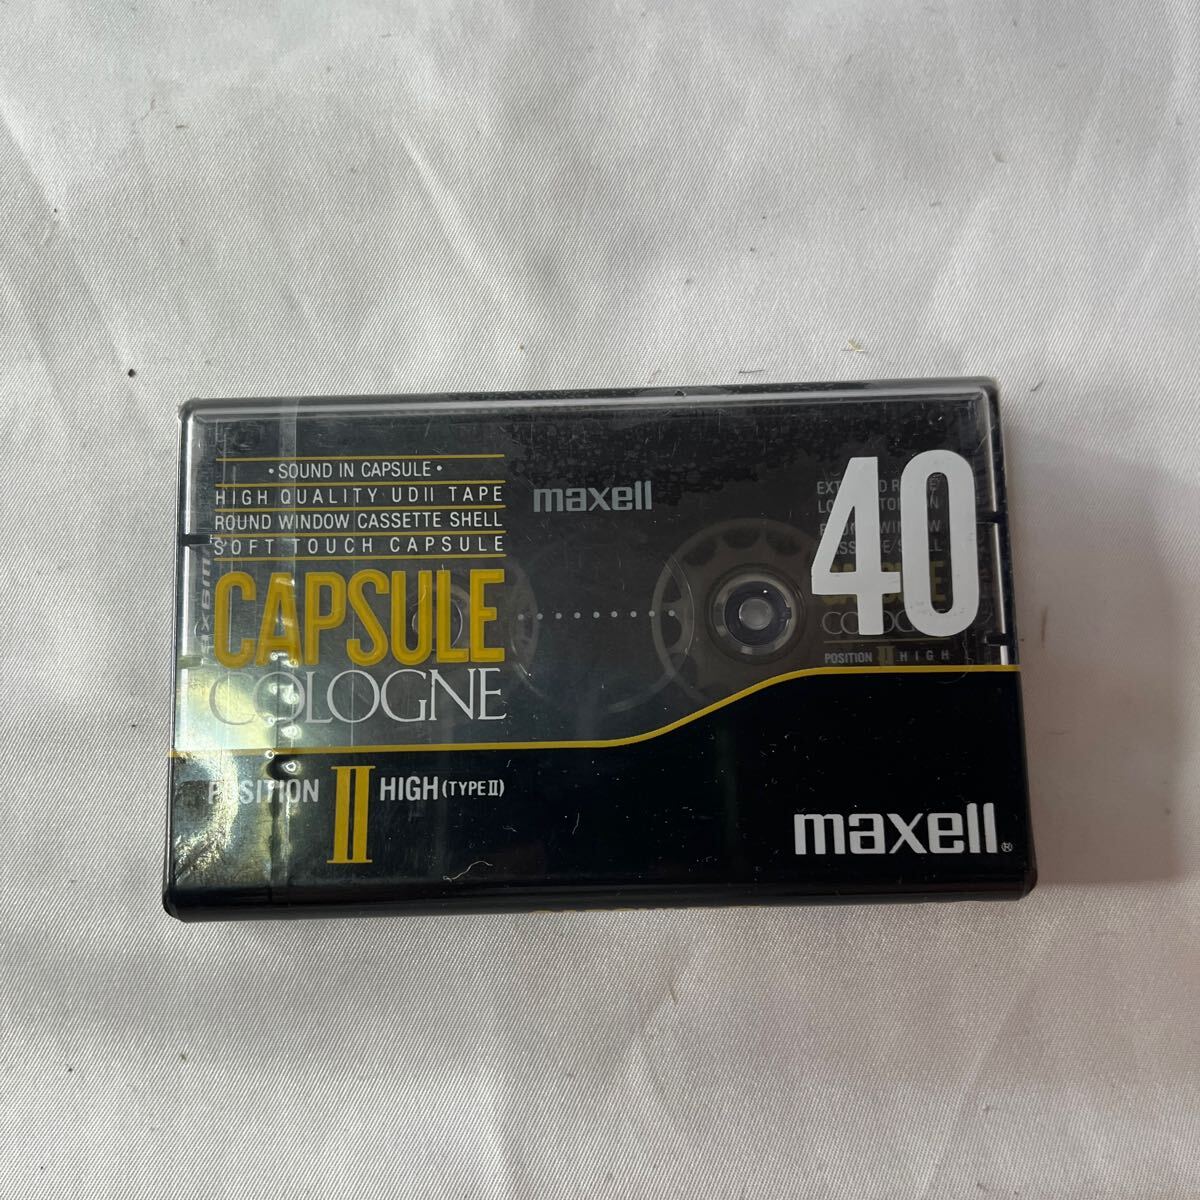 • SOUND IN CAPSULE •
HIGH QUALITY UDII TAPE
ROUND WINDOW CASSETTE SHELL
SOFT TOUCH CAPSULE
CAPSULE
COLOGNE
POSITION II HIGH (TYPE II)
maxell
40
POSITION II HIGH
maxell®